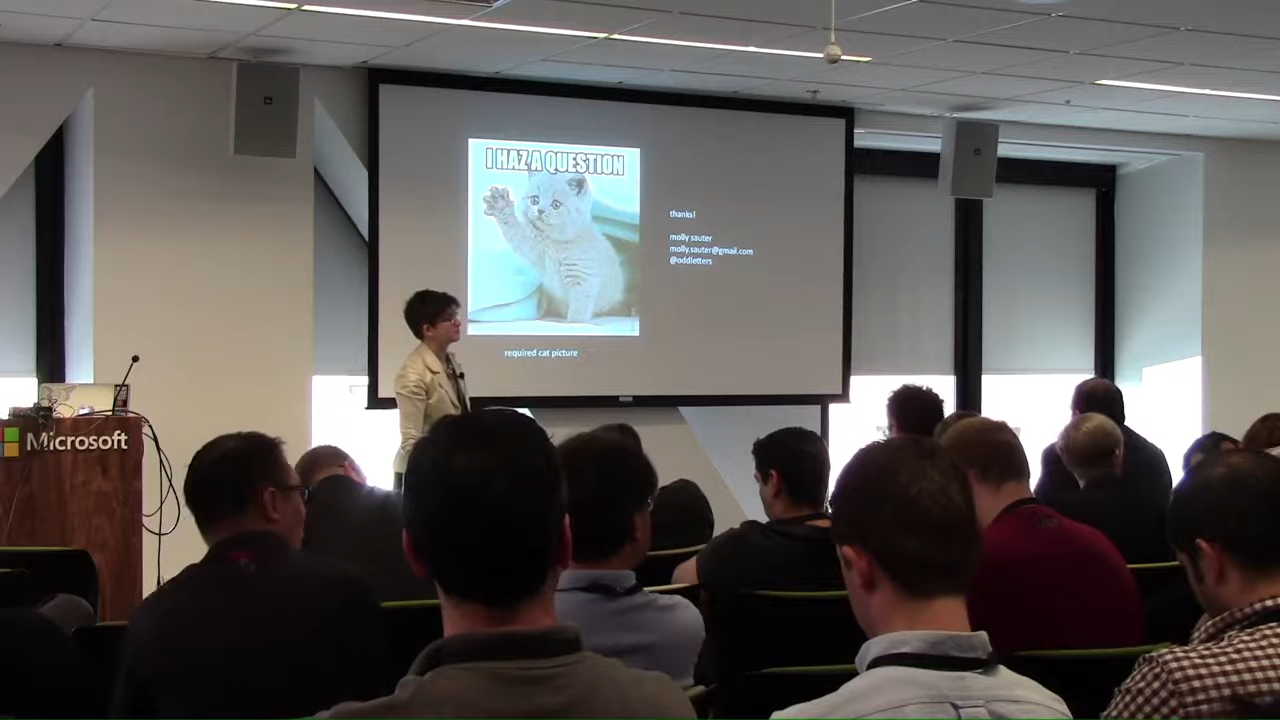 I HAZ A QUESTION
thanks!
molly sauter
molly.sauter@gmail.com
@oddletters
required cat picture
Microsoft